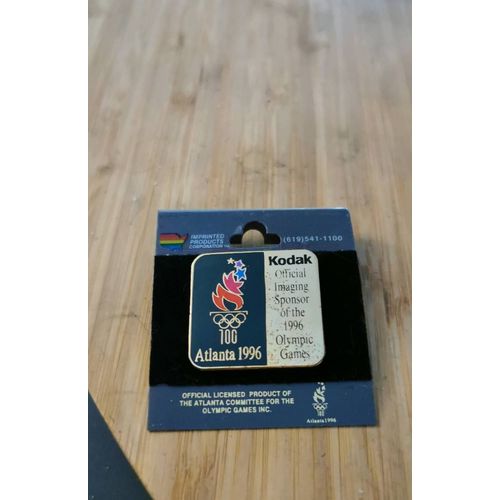 IMPRINTED
PRODUCTS
CORPORATION
(619)541-1100
Kodak
Official
Imaging
Sponsor
of the
1996
Olympic
Games
100
Atlanta 1996
OFFICIAL LICENSED PRODUCT OF
THE ATLANTA COMMITTEE FOR THE
OLYMPIC GAMES INC.
Atlanta1996